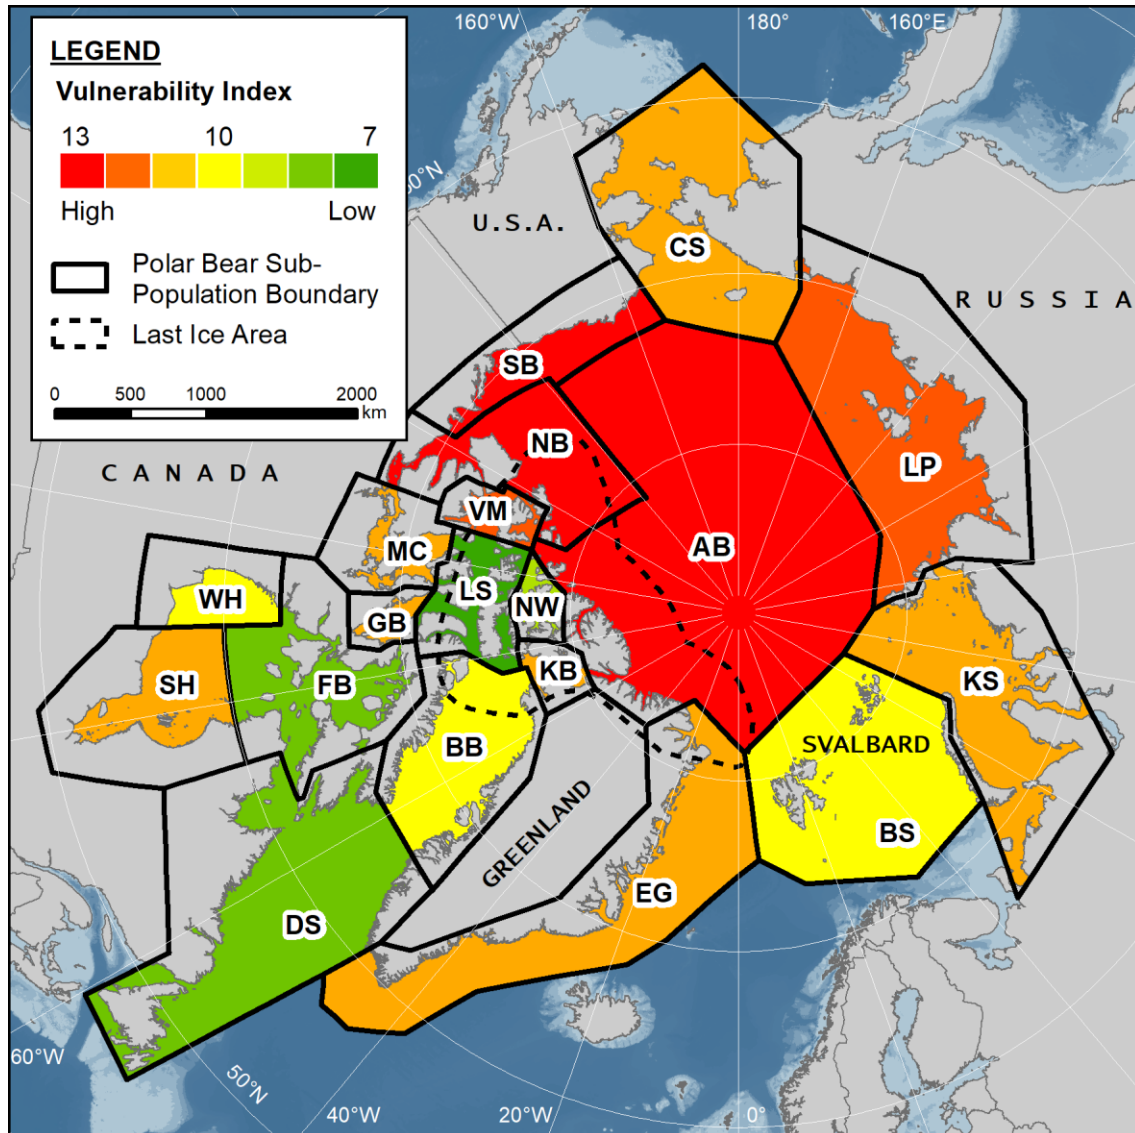 160°W
180°
160°E
LEGEND
Vulnerability Index
13 10 7
High Low
Polar Bear Sub-
Population Boundary
Last Ice Area
0 500 1000 2000
km
U.S.A.
CS
RUSSIA
SB
NB
CANADA
LP
VM
AB
MC
LS
NW
WH
GB
KB
SH
FB
KS
BB
SVALBARD
GREENLAND
BS
EG
DS
60°W
50°N
40°W
20°W
0°